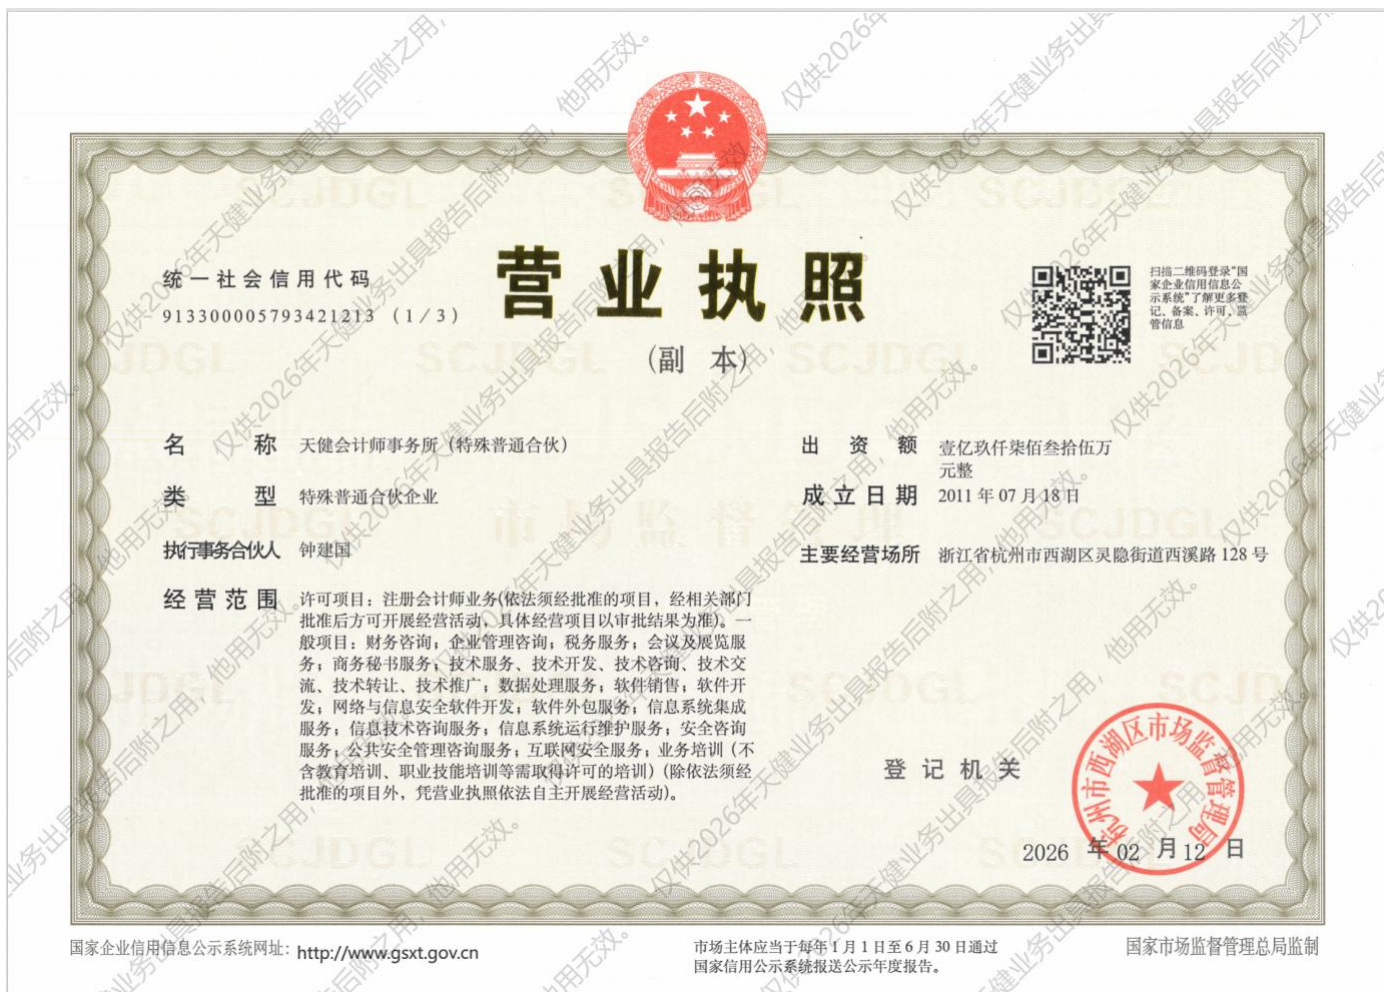 营业执照
（副 本）
统一社会信用代码
913300005793421213 （1/3）
扫描二维码登录“国
家企业信用信息公
示系统”了解更多登
记、备案、许可、监
管信息
名 称 天健会计师事务所（特殊普通合伙）
类 型 特殊普通合伙企业
执行事务合伙人 钟建国
经营范围 许可项目：注册会计师业务(依法须经批准的项目，经相关部门
批准后方可开展经营活动，具体经营项目以审批结果为准)。一
般项目：财务咨询；企业管理咨询；税务服务；会议及展览服
务；商务秘书服务；技术服务、技术开发、技术咨询、技术交
流、技术转让、技术推广；数据处理服务；软件销售；软件开
发；网络与信息安全软件开发；软件外包服务；信息系统集成
服务；信息技术咨询服务；信息系统运行维护服务；安全咨询
服务；公共安全管理咨询服务；互联网安全服务；业务培训（不
含教育培训、职业技能培训等需取得许可的培训）(除依法须经
批准的项目外，凭营业执照依法自主开展经营活动)。
出 资 额 壹亿玖仟柒佰叁拾伍万
元整
成立日期 2011 年 07 月 18 日
主要经营场所 浙江省杭州市西湖区灵隐街道西溪路 128 号
登记机关
杭州市西湖区市场监督管理局
2026 年 02 月 12 日
国家企业信用信息公示系统网址：http://www.gsxt.gov.cn
市场主体应当于每年 1 月 1 日至 6 月 30 日通过
国家信用公示系统报送公示年度报告。
国家市场监督管理总局监制
仅供2026年天健业务出具报告后附之用，他用无效。
SCJDGL
市场监督管理